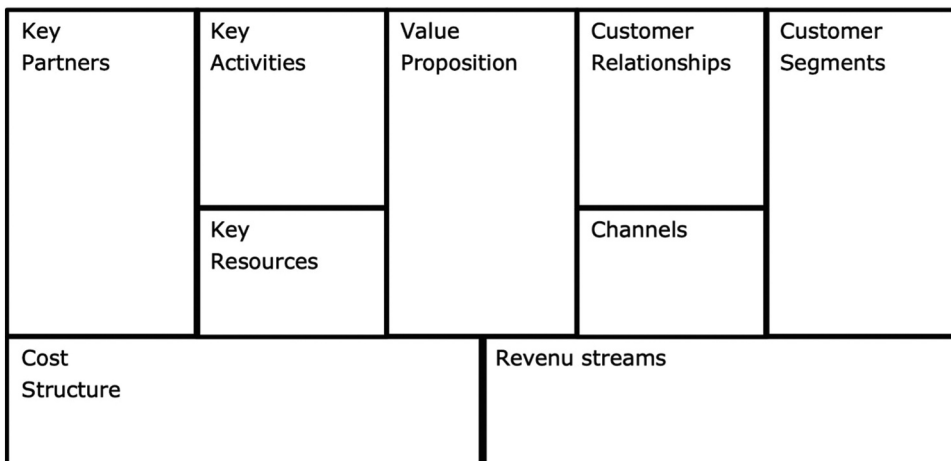 Key
Partners
Key
Activities
Key
Resources
Value
Proposition
Customer
Relationships
Channels
Customer
Segments
Cost
Structure
Revenu streams